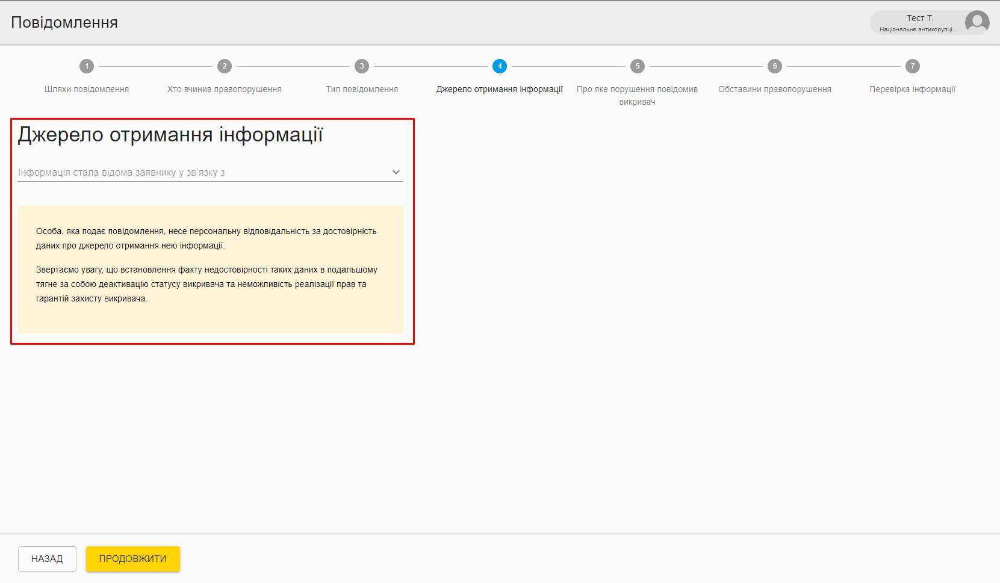 Повідомлення
Тест Т.
Національне антикорупці...
1
2
3
4
5
6
7
Шляхи повідомлення
Хто вчинив правопорушення
Тип повідомлення
Джерело отримання інформації
Про яке порушення повідомив
викривач
Обставини правопорушення
Перевірка інформації
Джерело отримання інформації
Інформація стала відома заявнику у зв'язку з
Особа, яка подає повідомлення, несе персональну відповідальність за достовірність
даних про джерело отримання нею інформації.
Звертаємо увагу, що встановлення факту недостовірності таких даних в подальшому
тягне за собою деактивацію статусу викривача та неможливість реалізації прав та
гарантій захисту викривача.
НАЗАД
ПРОДОВЖИТИ